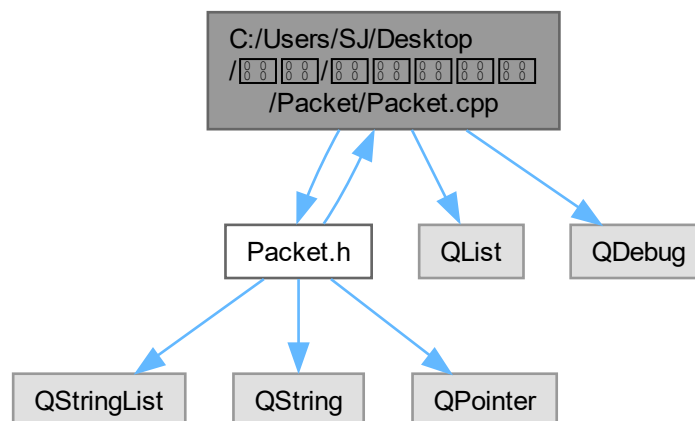 C:/Users/SJ/Desktop
/Packet/Packet.cpp
Packet.h
QList
QDebug
QStringList
QString
QPointer